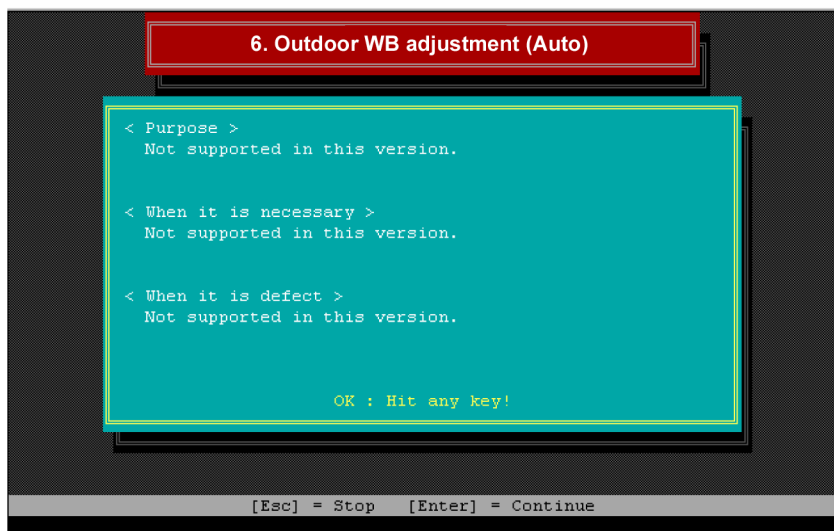 6. Outdoor WB adjustment (Auto)
< Purpose >
Not supported in this version.
< When it is necessary >
Not supported in this version.
< When it is defect >
Not supported in this version.
OK : Hit any key!
[Esc] = Stop [Enter] = Continue